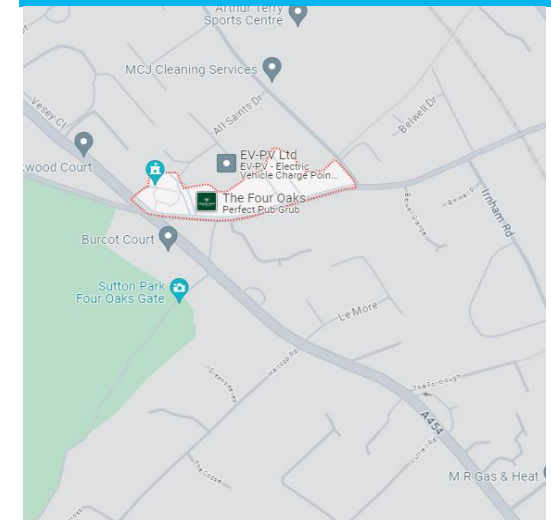 Arthur Terry
Sports Centre
MCJ Cleaning Services
Vesey Cl
All Saints Dr
Belwell Dr
kwood Court
EV-PV Ltd
EV-PV - Electric
Vehicle Charge Poin...
The Four Oaks
Perfect Pub Grub
Irnham Rd
Burcot Court
Sutton Park
Four Oaks Gate
Le More
Hartopp Rd
A454
M R Gas & Heat